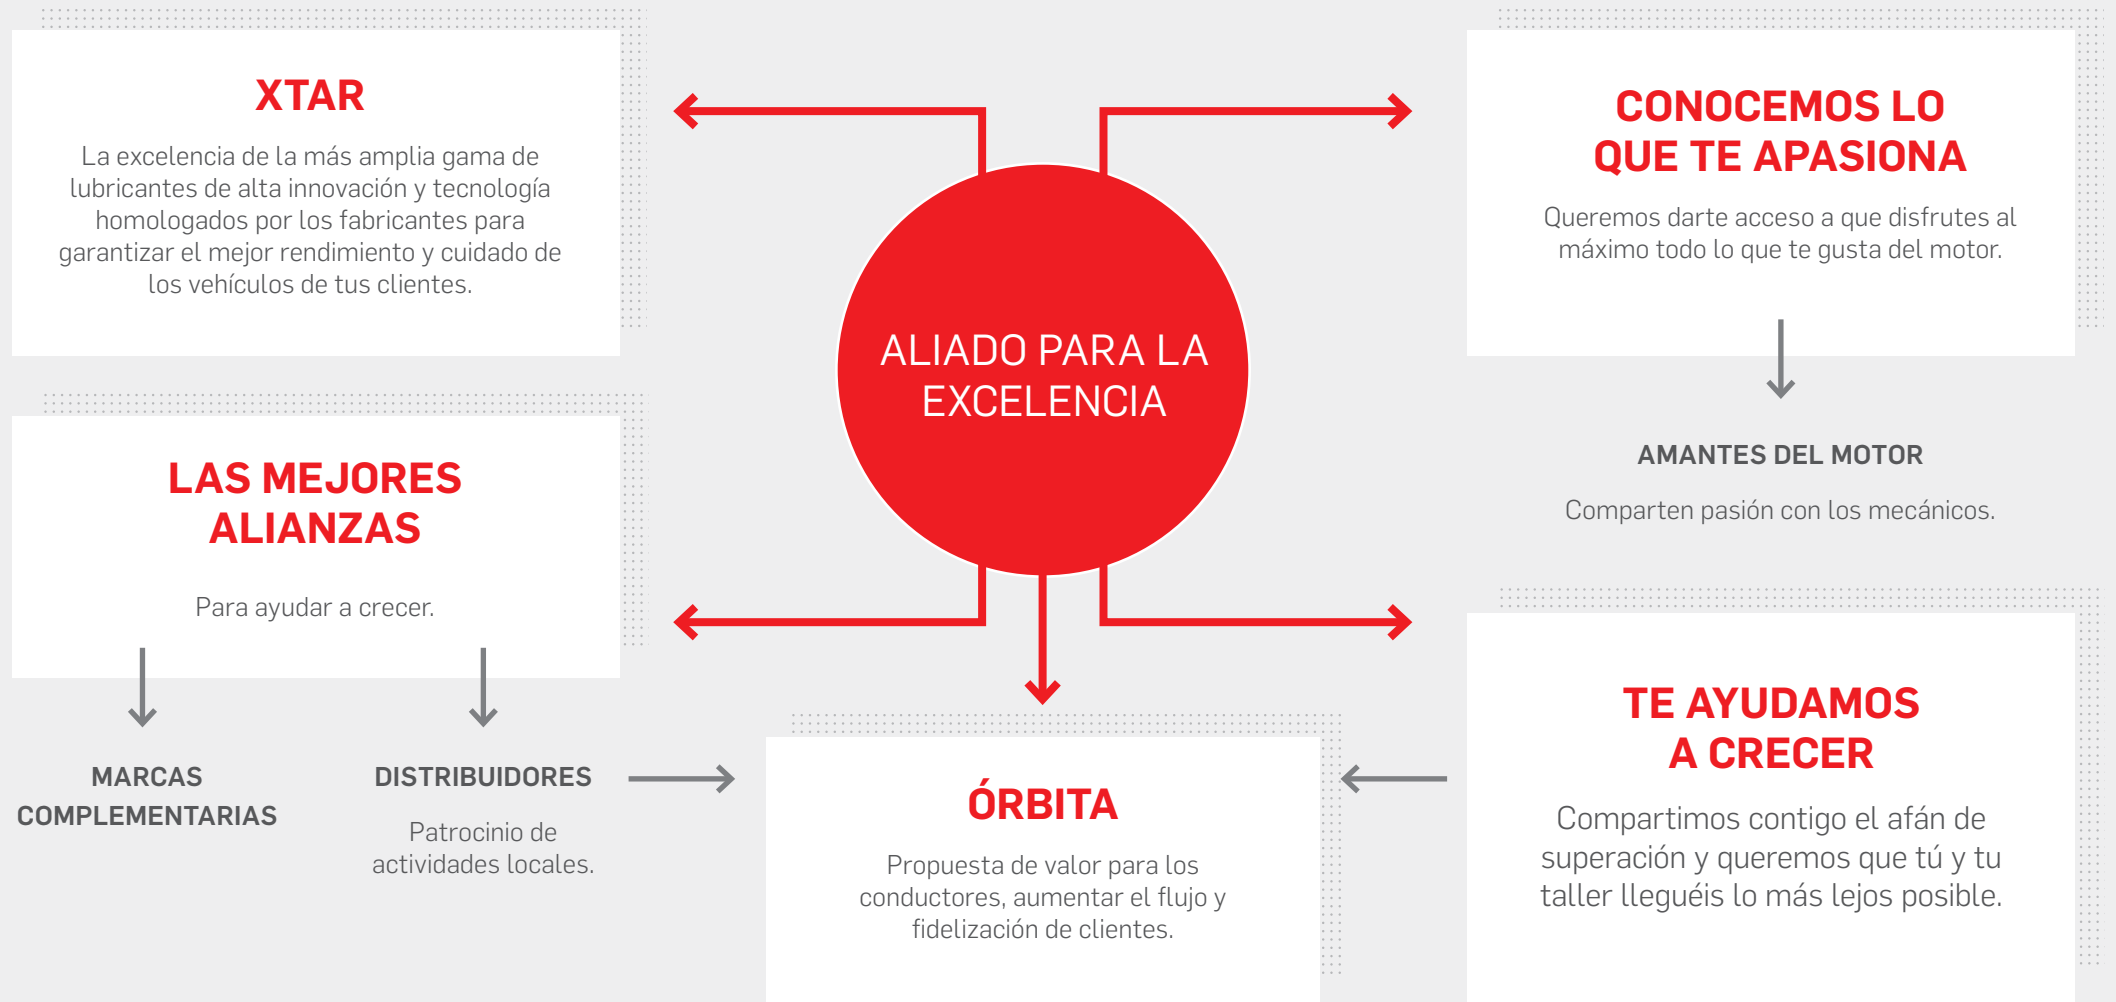 XTAR
La excelencia de la más amplia gama de
lubricantes de alta innovación y tecnología
homologados por los fabricantes para
garantizar el mejor rendimiento y cuidado de
los vehículos de tus clientes.
CONOCEMOS LO
QUE TE APASIONA
Queremos darte acceso a que disfrutes al
máximo todo lo que te gusta del motor.
ALIADO PARA LA
EXCELENCIA
AMANTES DEL MOTOR
Comparten pasión con los mecánicos.
LAS MEJORES
ALIANZAS
Para ayudar a crecer.
MARCAS
COMPLEMENTARIAS
DISTRIBUIDORES
Patrocinio de
actividades locales.
ÓRBITA
Propuesta de valor para los
conductores, aumentar el flujo y
fidelización de clientes.
TE AYUDAMOS
A CRECER
Compartimos contigo el afán de
superación y queremos que tú y tu
taller lleguéis lo más lejos posible.